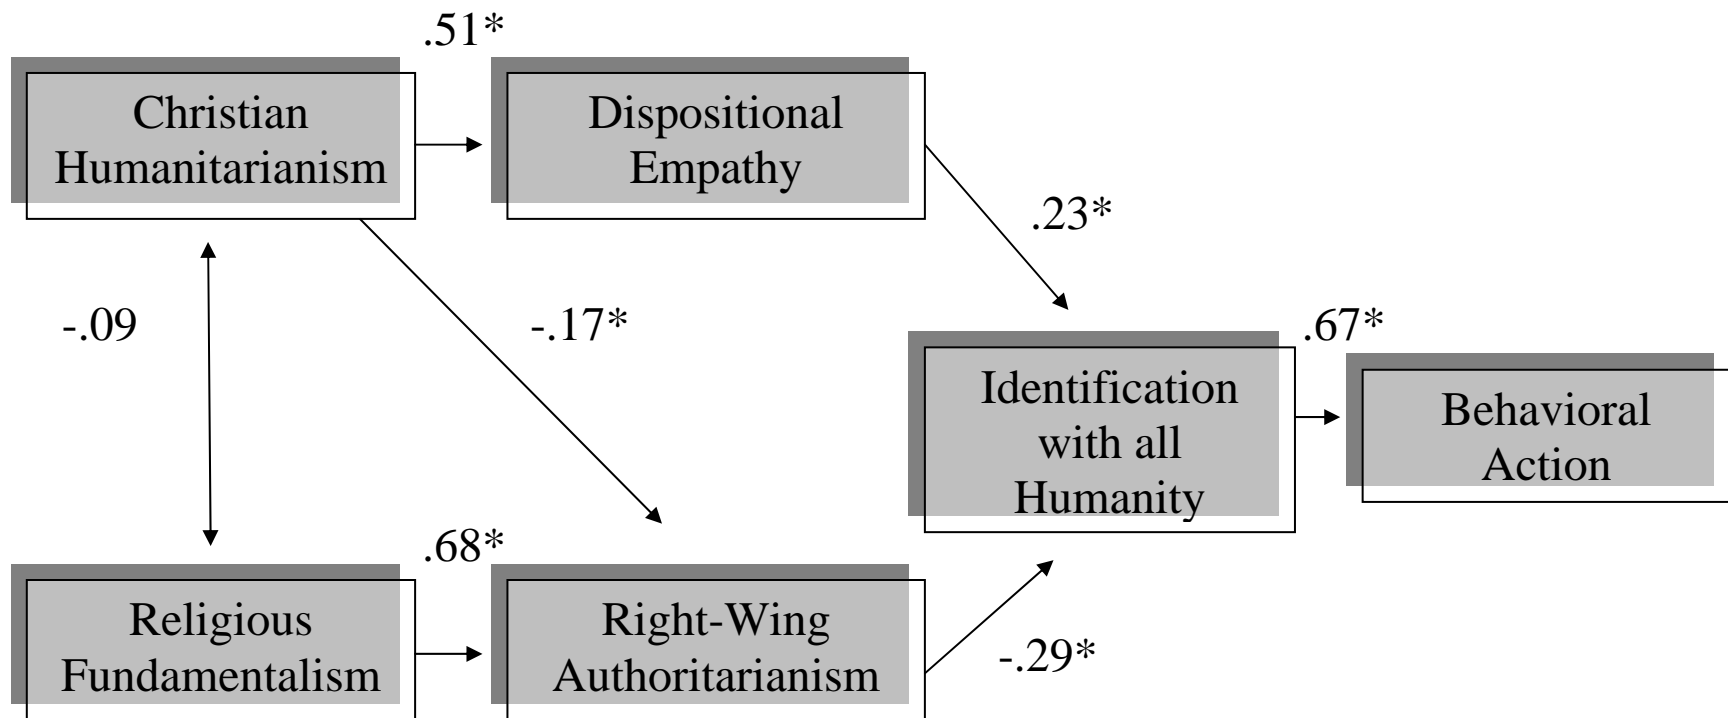 .51*
Christian
Humanitarianism
Dispositional
Empathy
.23*
-.09
-.17*
.67*
Identification
with all
Humanity
Behavioral
Action
.68*
Religious
Fundamentalism
Right-Wing
Authoritarianism
-.29*